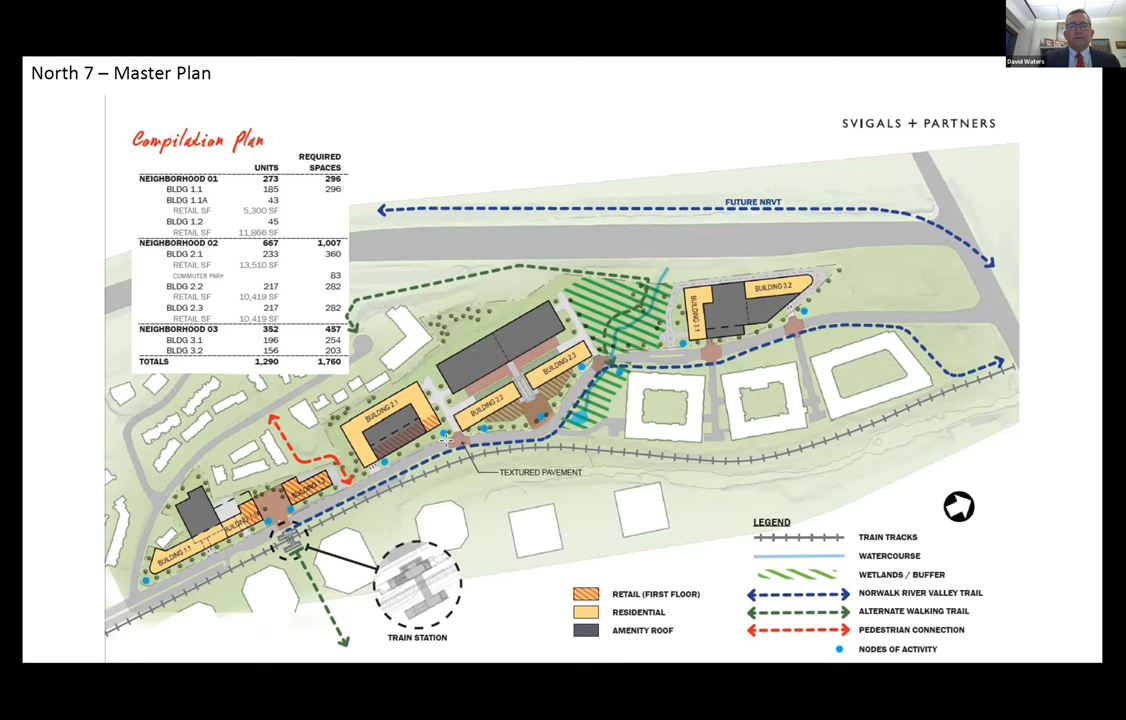 David Waters
North 7 – Master Plan
SVIGALS + PARTNERS
Compilation Plan
UNITS REQUIRED SPACES
NEIGHBORHOOD 01 273 296
BLDG 1.1 185 296
BLDG 1.1A 43
RETAIL SF 5,300 SF
BLDG 1.2 45
RETAIL SF 11,866 SF
NEIGHBORHOOD 02 667 1,007
BLDG 2.1 233 360
RETAIL SF 13,510 SF
COMMUTER PARK 83
BLDG 2.2 217 282
RETAIL SF 10,419 SF
BLDG 2.3 217 282
RETAIL SF 10,419 SF
NEIGHBORHOOD 03 352 457
BLDG 3.1 196 254
BLDG 3.2 156 203
TOTALS 1,290 1,760
FUTURE NRVT
BUILDING 3.2
BUILDING 3.1
BUILDING 2.3
BUILDING 2.2
BUILDING 2.1
BUILDING 1.1
TEXTURED PAVEMENT
TRAIN STATION
RETAIL (FIRST FLOOR)
RESIDENTIAL
AMENITY ROOF
LEGEND
TRAIN TRACKS
WATERCOURSE
WETLANDS / BUFFER
NORWALK RIVER VALLEY TRAIL
ALTERNATE WALKING TRAIL
PEDESTRIAN CONNECTION
NODES OF ACTIVITY